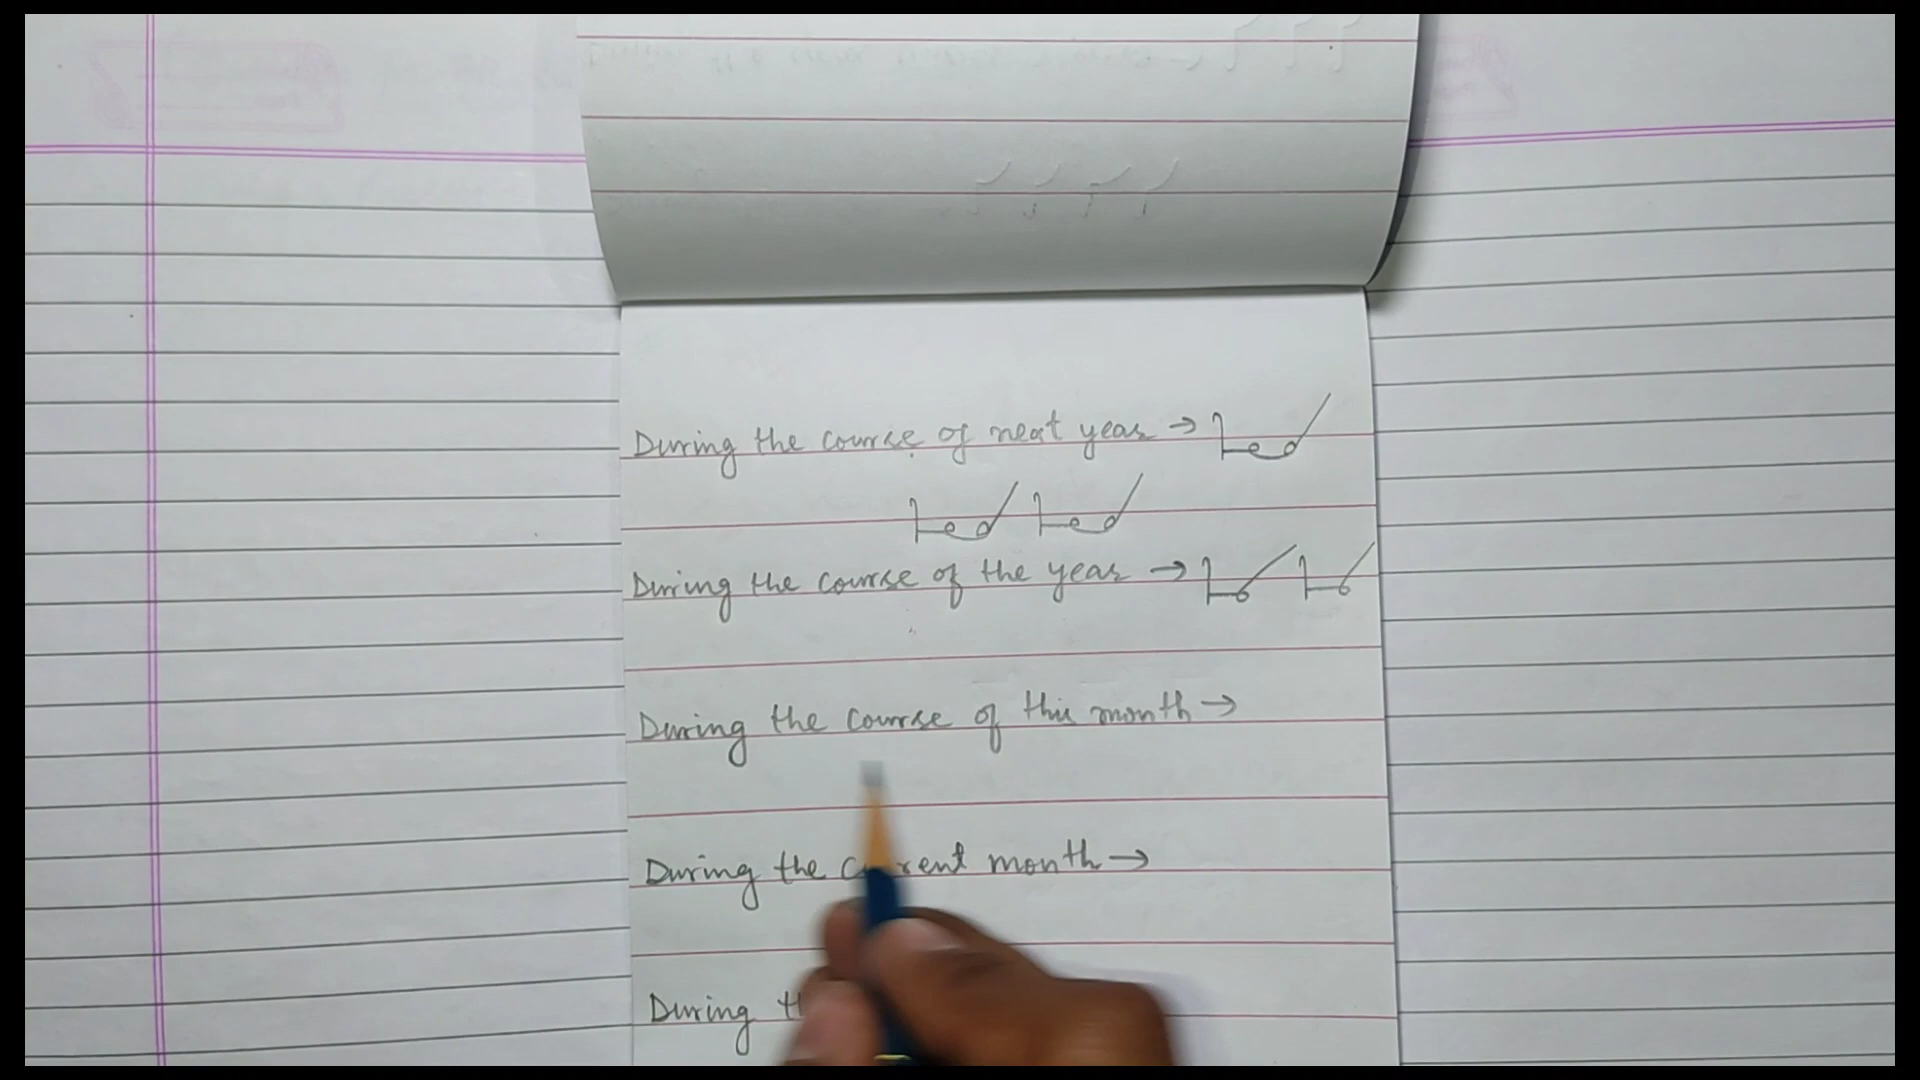 During the course of next year →
During the course of the year →
During the course of this month →
During the current month →
During